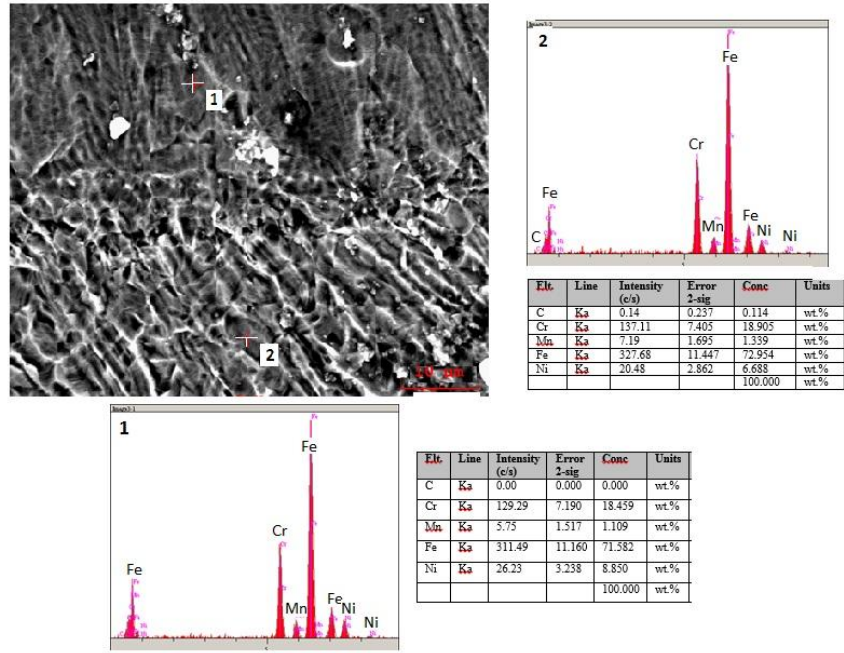 1
2
10 µm
Image3-2
2
Fe
Cr
Fe
Mn
Fe
Ni
Ni
C
Elt. Line Intensity (c/s) Error 2-sig Conc Units
C Ka 0.14 0.237 0.114 wt.%
Cr Ka 137.11 7.405 18.905 wt.%
Mn Ka 7.19 1.695 1.339 wt.%
Fe Ka 327.68 11.447 72.954 wt.%
Ni Ka 20.48 2.862 6.688 wt.%
100.000 wt.%
Image3-1
1
Fe
Cr
Fe
Mn
Fe
Ni
Ni
Elt. Line Intensity (c/s) Error 2-sig Conc Units
C Ka 0.00 0.000 0.000 wt.%
Cr Ka 129.29 7.190 18.459 wt.%
Mn Ka 5.75 1.517 1.109 wt.%
Fe Ka 311.49 11.160 71.582 wt.%
Ni Ka 26.23 3.238 8.850 wt.%
100.000 wt.%